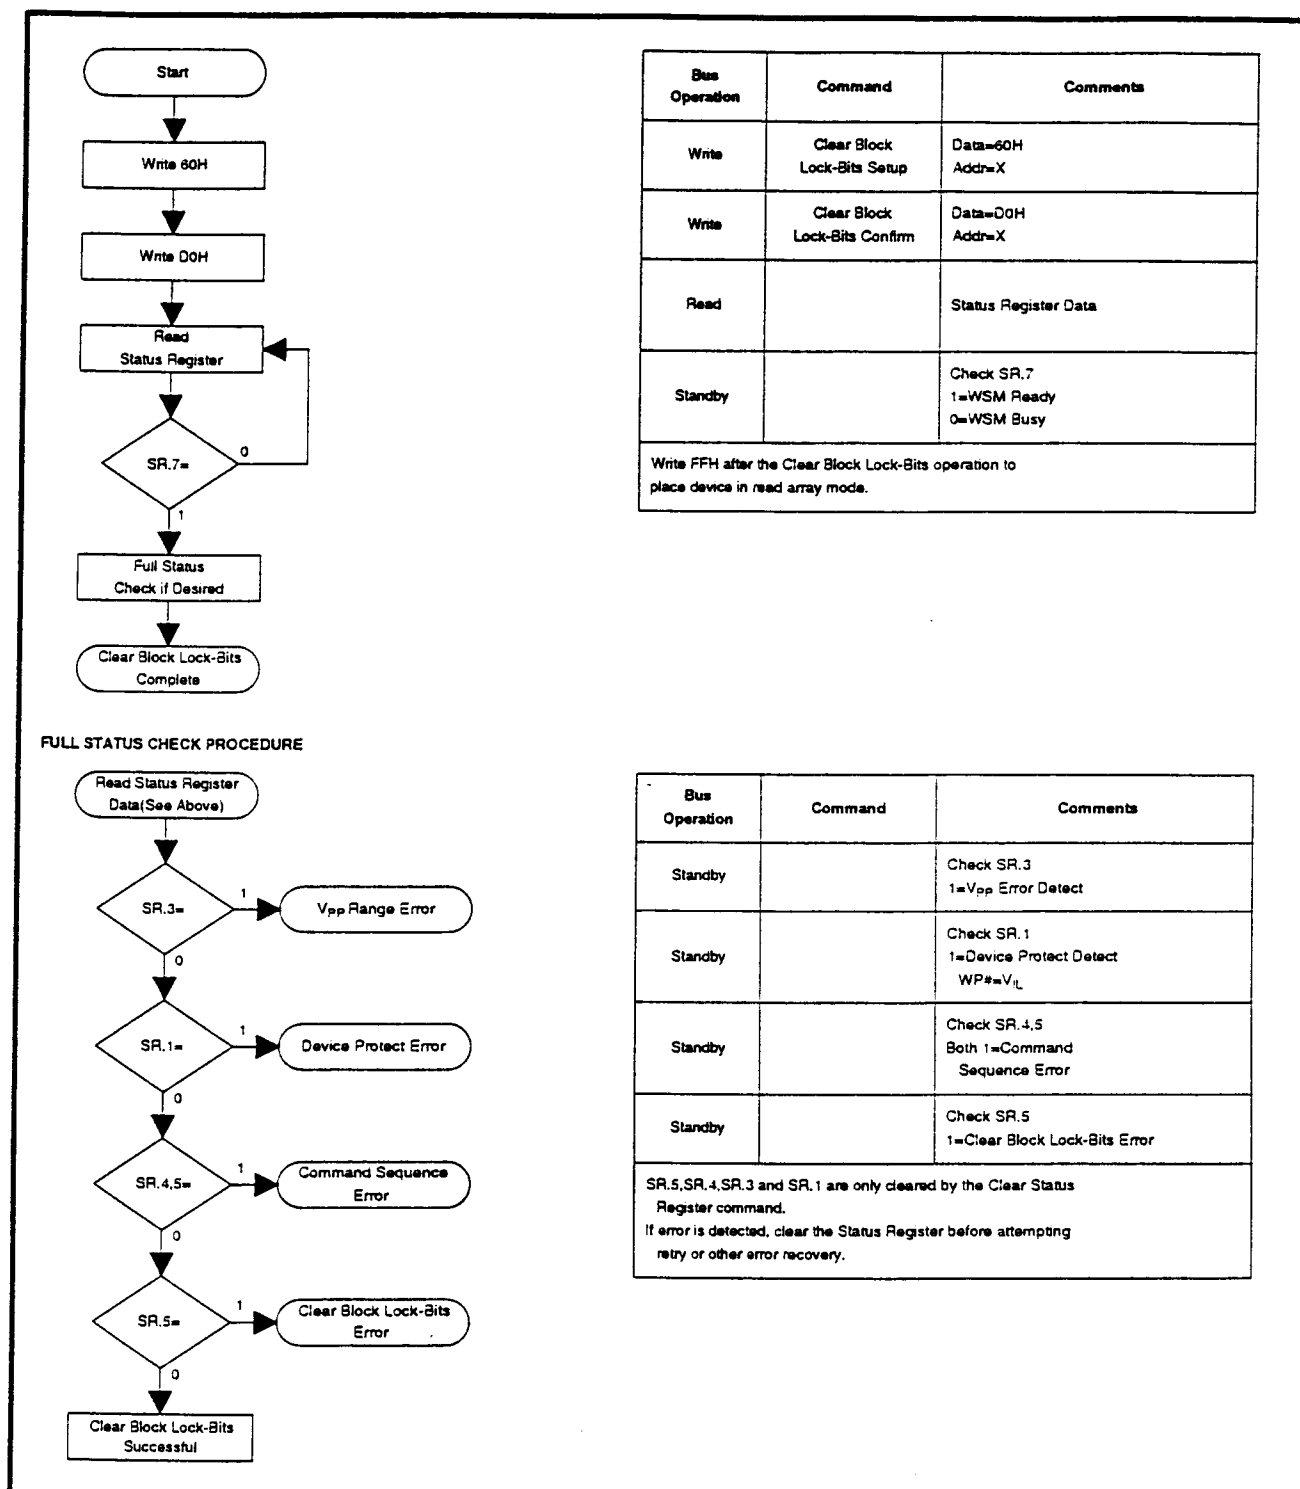 Start
Write 60H
Write D0H
Read
Status Register
SR.7=
0
1
Full Status
Check if Desired
Clear Block Lock-Bits
Complete
Bus
Operation
Command
Comments
Write
Clear Block
Lock-Bits Setup
Data=60H
Addr=X
Write
Clear Block
Lock-Bits Confirm
Data=D0H
Addr=X
Read
Status Register Data
Standby
Check SR.7
1=WSM Ready
0=WSM Busy
Write FFH after the Clear Block Lock-Bits operation to
place device in read array mode.
FULL STATUS CHECK PROCEDURE
Read Status Register
Data(See Above)
SR.3=
1
VPP Range Error
0
SR.1=
1
Device Protect Error
0
SR.4,5=
1
Command Sequence
Error
0
SR.5=
1
Clear Block Lock-Bits
Error
0
Clear Block Lock-Bits
Successful
Bus
Operation
Command
Comments
Standby
Check SR.3
1=VPP Error Detect
Standby
Check SR.1
1=Device Protect Detect
WP#=VIL
Standby
Check SR.4,5
Both 1=Command
Sequence Error
Standby
Check SR.5
1=Clear Block Lock-Bits Error
SR.5,SR.4,SR.3 and SR.1 are only cleared by the Clear Status
Register command.
If error is detected, clear the Status Register before attempting
retry or other error recovery.